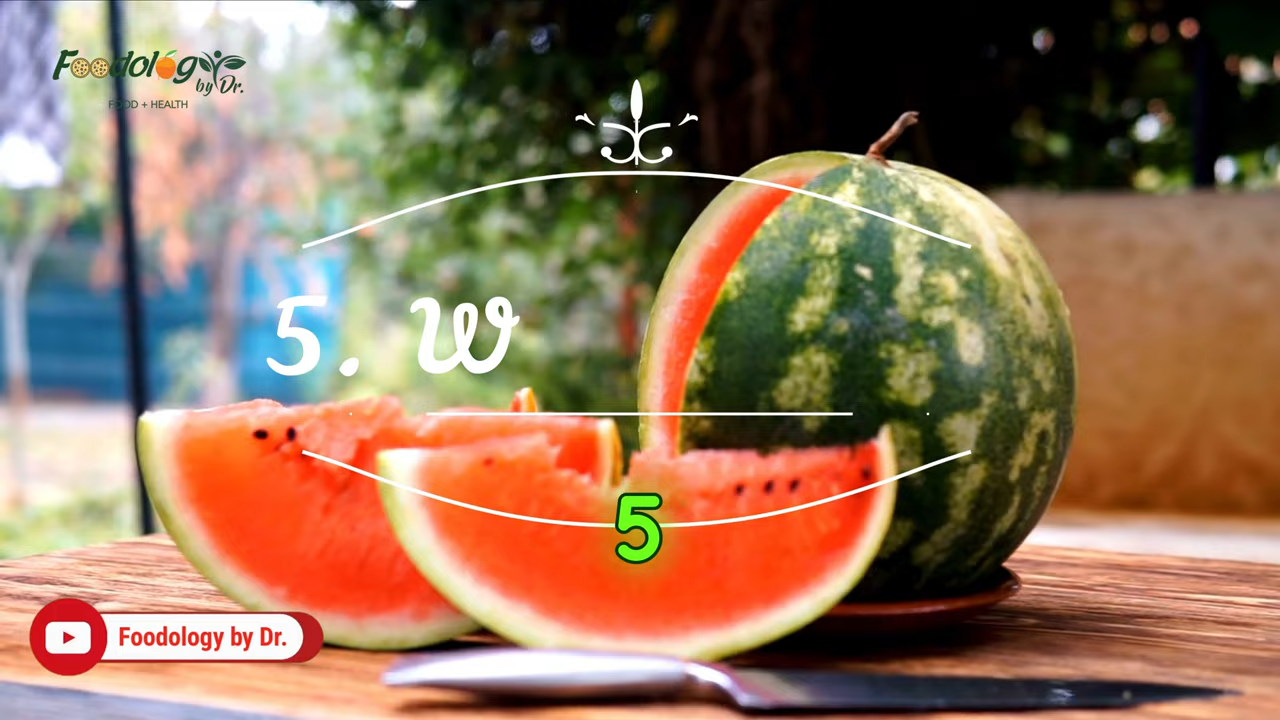 Foodology
by Dr.
FOOD + HEALTH
5. W
5
Foodology by Dr.